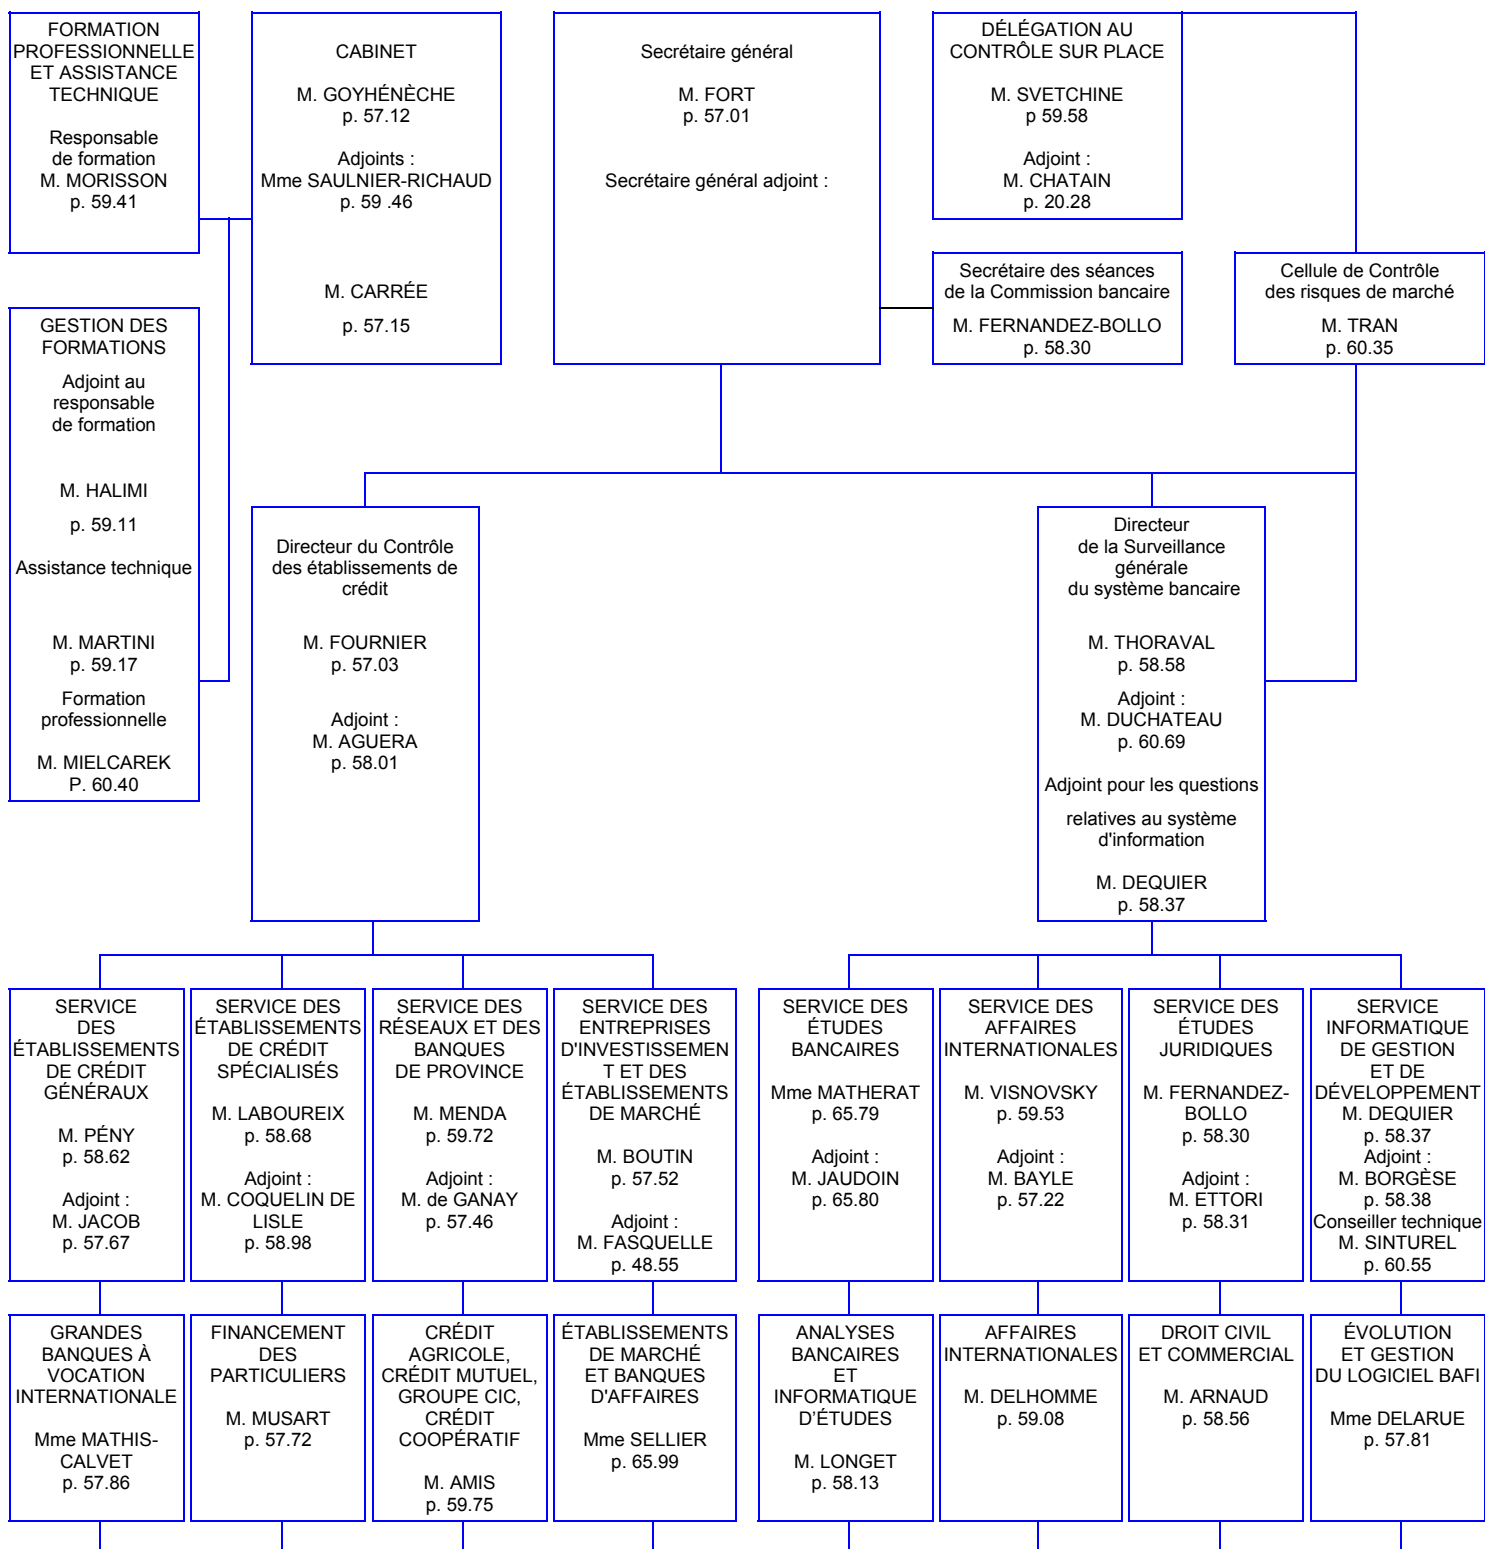 FORMATION
PROFESSIONNELLE
ET ASSISTANCE
TECHNIQUE
Responsable
de formation
M. MORISSON
p. 59.41
CABINET
M. GOYHÉNÈCHE
p. 57.12
Adjoints :
Mme SAULNIER-RICHAUD
p. 59 .46
M. CARRÉE
p. 57.15
Secrétaire général
M. FORT
p. 57.01
Secrétaire général adjoint :
DÉLÉGATION AU
CONTRÔLE SUR PLACE
M. SVETCHINE
p 59.58
Adjoint :
M. CHATAIN
p. 20.28
Secrétaire des séances
de la Commission bancaire
M. FERNANDEZ-BOLLO
p. 58.30
Cellule de Contrôle
des risques de marché
M. TRAN
p. 60.35
GESTION DES
FORMATIONS
Adjoint au
responsable
de formation
M. HALIMI
p. 59.11
Assistance technique
M. MARTINI
p. 59.17
Formation
professionnelle
M. MIELCAREK
P. 60.40
Directeur du Contrôle
des établissements de
crédit
M. FOURNIER
p. 57.03
Adjoint :
M. AGUERA
p. 58.01
Directeur
de la Surveillance
générale
du système bancaire
M. THORAVAL
p. 58.58
Adjoint :
M. DUCHATEAU
p. 60.69
Adjoint pour les questions
relatives au système
d'information
M. DEQUIER
p. 58.37
SERVICE
DES
ÉTABLISSEMENTS
DE CRÉDIT
GÉNÉRAUX
M. PÉNY
p. 58.62
Adjoint :
M. JACOB
p. 57.67
SERVICE DES
ÉTABLISSEMENTS
DE CRÉDIT
SPÉCIALISÉS
M. LABOUREIX
p. 58.68
Adjoint :
M. COQUELIN DE
LISLE
p. 58.98
SERVICE DES
RÉSEAUX ET DES
BANQUES
DE PROVINCE
M. MENDA
p. 59.72
Adjoint :
M. de GANAY
p. 57.46
SERVICE DES
ENTREPRISES
D'INVESTISSEMEN
T ET DES
ÉTABLISSEMENTS
DE MARCHÉ
M. BOUTIN
p. 57.52
Adjoint :
M. FASQUELLE
p. 48.55
SERVICE DES
ÉTUDES
BANCAIRES
Mme MATHERAT
p. 65.79
Adjoint :
M. JAUDOIN
p. 65.80
SERVICE DES
AFFAIRES
INTERNATIONALES
M. VISNOVSKY
p. 59.53
Adjoint :
M. BAYLE
p. 57.22
SERVICE DES
ÉTUDES
JURIDIQUES
M. FERNANDEZ-
BOLLO
p. 58.30
Adjoint :
M. ETTORI
p. 58.31
SERVICE
INFORMATIQUE
DE GESTION
ET DE
DÉVELOPPEMENT
M. DEQUIER
p. 58.37
Adjoint :
M. BORGÈSE
p. 58.38
Conseiller technique
M. SINTUREL
p. 60.55
GRANDES
BANQUES À
VOCATION
INTERNATIONALE
Mme MATHIS-
CALVET
p. 57.86
FINANCEMENT
DES
PARTICULIERS
M. MUSART
p. 57.72
CRÉDIT
AGRICOLE,
CRÉDIT MUTUEL,
GROUPE CIC,
CRÉDIT
COOPÉRATIF
M. AMIS
p. 59.75
ÉTABLISSEMENTS
DE MARCHÉ
ET BANQUES
D'AFFAIRES
Mme SELLIER
p. 65.99
ANALYSES
BANCAIRES
ET
INFORMATIQUE
D'ÉTUDES
M. LONGET
p. 58.13
AFFAIRES
INTERNATIONALES
M. DELHOMME
p. 59.08
DROIT CIVIL
ET COMMERCIAL
M. ARNAUD
p. 58.56
ÉVOLUTION
ET GESTION
DU LOGICIEL BAFI
Mme DELARUE
p. 57.81